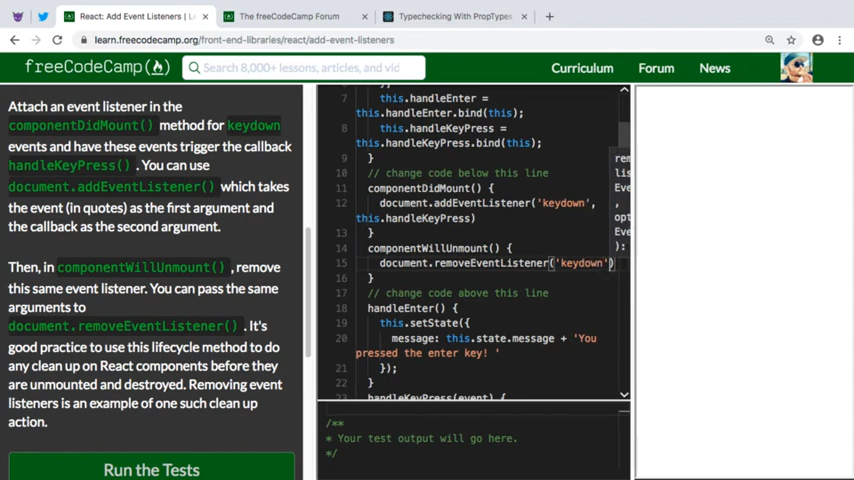 React: Add Event Listeners | L
The freeCodeCamp Forum
Typechecking With PropTypes
learn.freecodecamp.org/front-end-libraries/react/add-event-listeners
freeCodeCamp
Search 8,000+ lessons, articles, and vid
Curriculum
Forum
News
Attach an event listener in the
componentDidMount() method for keydown
events and have these events trigger the callback
handleKeyPress() . You can use
document.addEventListener() which takes
the event (in quotes) as the first argument and
the callback as the second argument.
Then, in componentWillUnmount() , remove
this same event listener. You can pass the same
arguments to
document.removeEventListener() . It's
good practice to use this lifecycle method to do
any clean up on React components before they
are unmounted and destroyed. Removing event
listeners is an example of one such clean up
action.
Run the Tests
7 this.handleEnter =
this.handleEnter.bind(this);
8 this.handleKeyPress =
this.handleKeyPress.bind(this);
9 }
10 // change code below this line
11 componentDidMount() {
12 document.addEventListener('keydown',
this.handleKeyPress)
13 }
14 componentWillUnmount() {
15 document.removeEventListener('keydown')
16 }
17 // change code above this line
18 handleEnter() {
19 this.setState({
20 message: this.state.message + 'You
pressed the enter key! '
21 });
22 }
23 handleKeyPress(event) {
rem
lis
Eve
,
opt
Eve
):
/**
* Your test output will go here.
*/